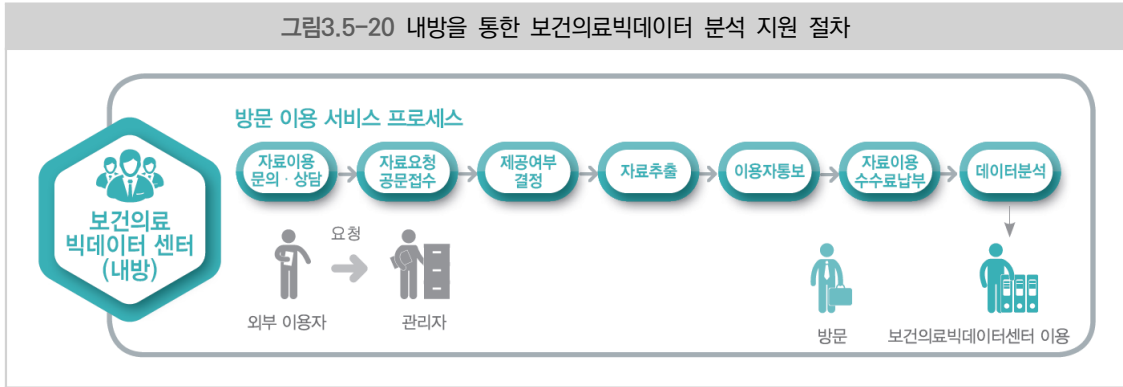 그림3.5-20 내방을 통한 보건의료빅데이터 분석 지원 절차
방문 이용 서비스 프로세스
자료이용
문의·상담
자료요청
공문접수
제공여부
결정
자료추출
이용자통보
자료이용
수수료납부
데이터분석
보건의료
빅데이터 센터
(내방)
요청
외부 이용자
관리자
방문
보건의료빅데이터센터 이용